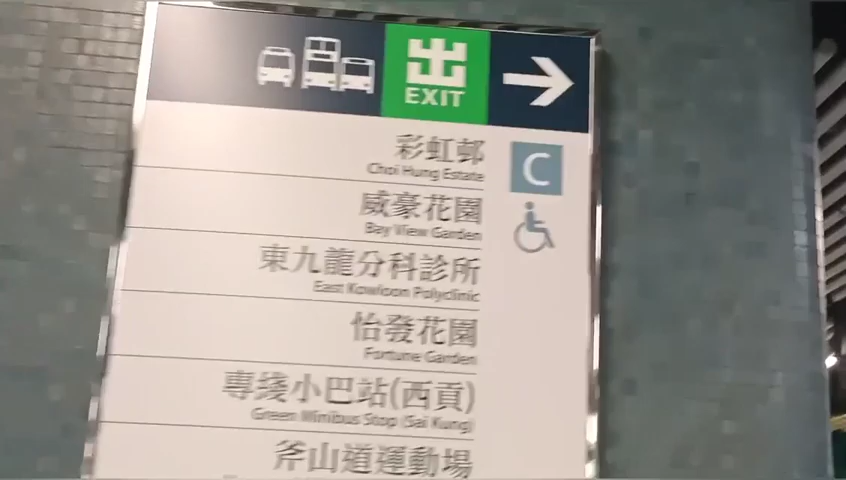 出
EXIT
彩虹邨
Choi Hung Estate
C
威豪花園
Bay View Garden
東九龍分科診所
East Kowloon Polyclinic
怡發花園
Fortune Garden
專綫小巴站(西貢)
Green Minibus Stop (Sai Kung)
斧山道運動場